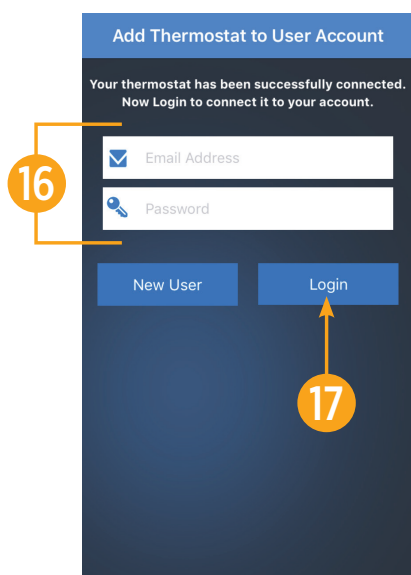 Add Thermostat to User Account
Your thermostat has been successfully connected.
Now Login to connect it to your account.
16
Email Address
Password
New User
Login
17